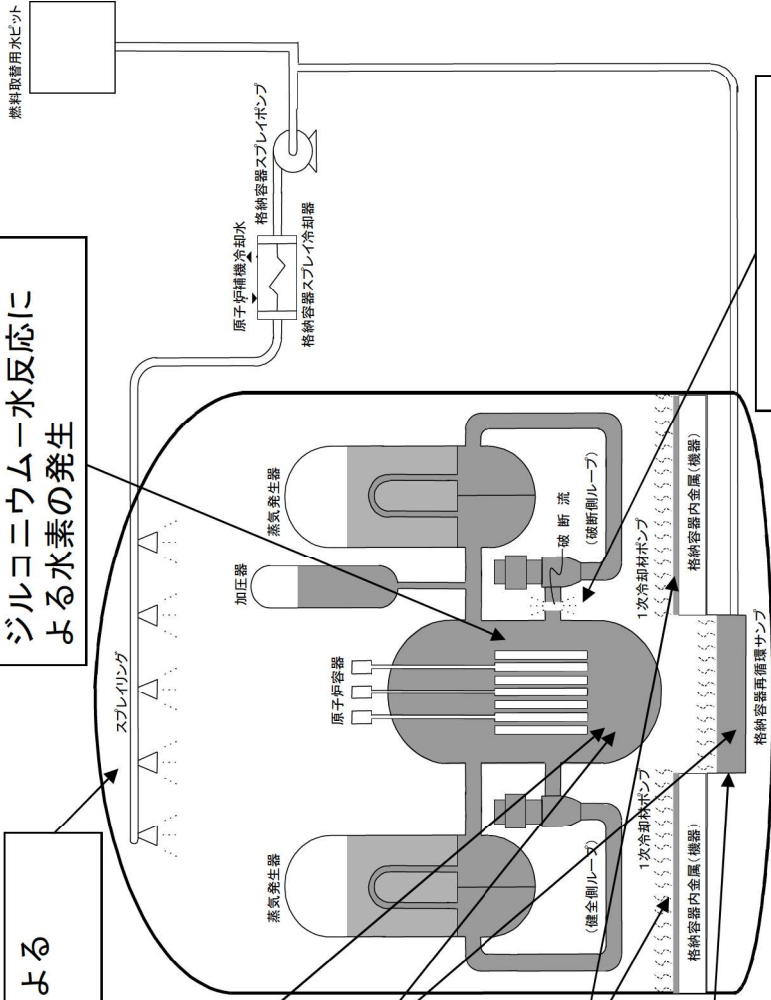 燃料取替用水ピット
ジルコニウム－水反応に
よる水素の発生
よる
格納容器スプレイポンプ
原子炉補機冷却水
格納容器スプレイ冷却器
スプレイリング
蒸気発生器
加圧器
原子炉容器
蒸気発生器
破断流
(破断側ループ)
1次冷却材ポンプ
(健全側ループ)
1次冷却材ポンプ
格納容器内金属(機器)
格納容器内金属(機器)
格納容器再循環サンプ